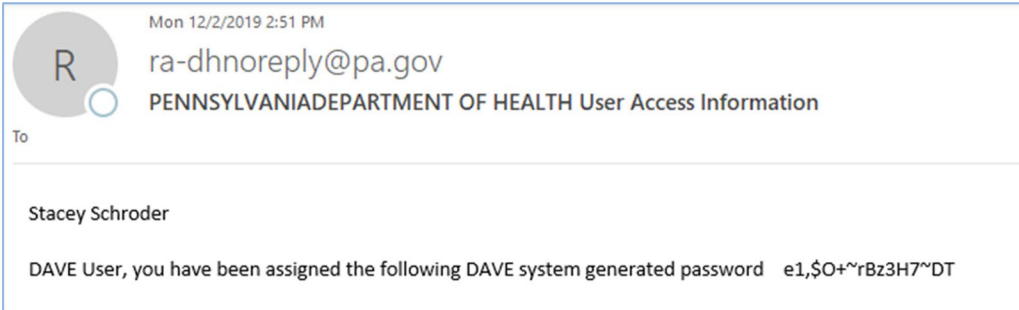 Mon 12/2/2019 2:51 PM
R
ra-dhnoreply@pa.gov
PENNSYLVANIADEPARTMENT OF HEALTH User Access Information
To
Stacey Schroder
DAVE User, you have been assigned the following DAVE system generated password e1,$O+~rBz3H7~DT